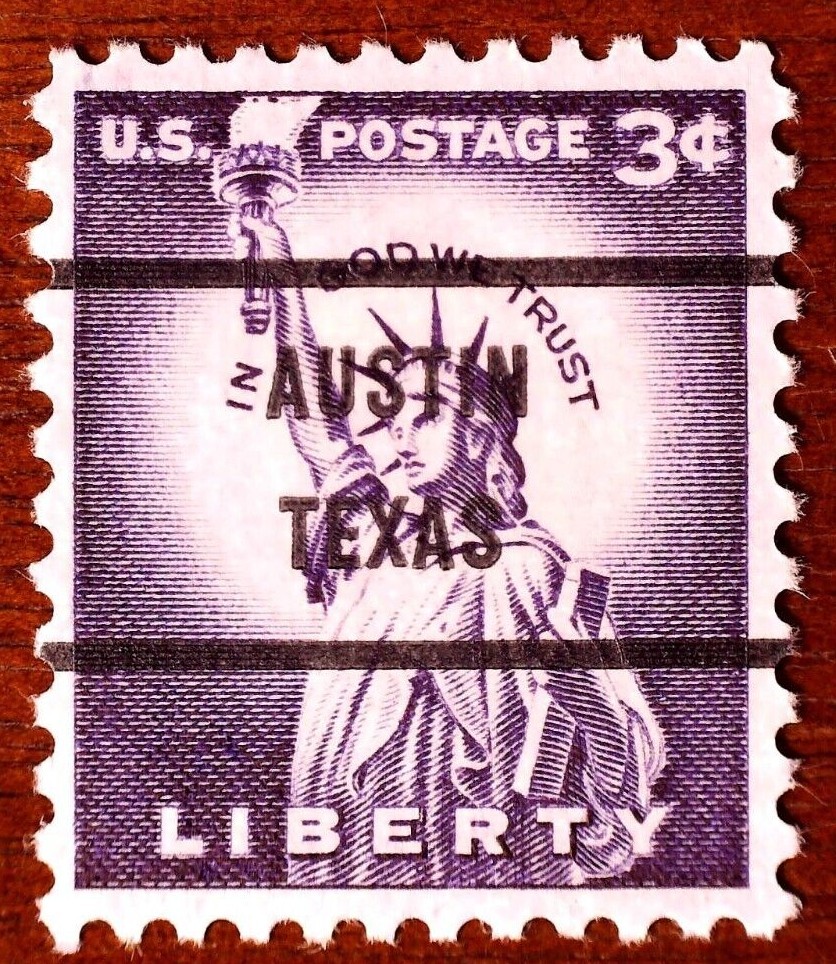 U.S. POSTAGE 3¢
IN GOD WE TRUST
AUSTIN
TEXAS
LIBERTY